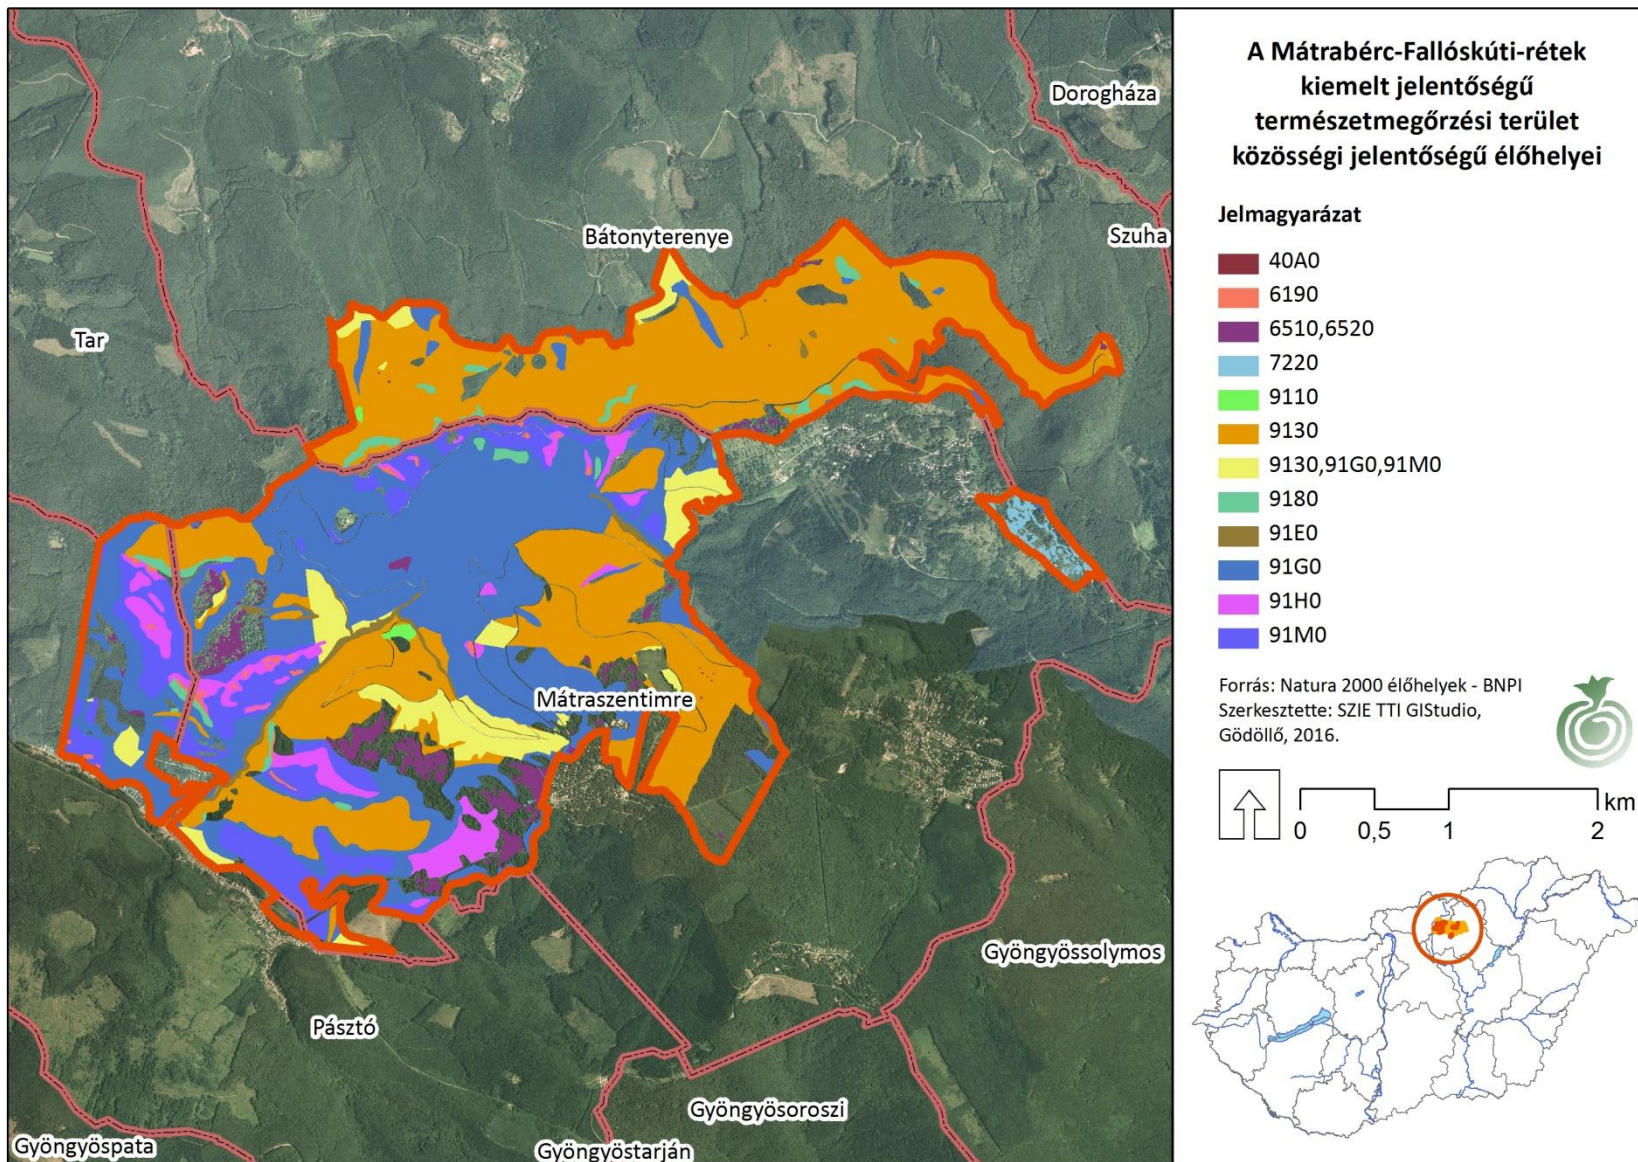 A Mátrabérc-Fallóskúti-rétek
kiemelt jelentőségű
természetmegőrzési terület
közösségi jelentőségű élőhelyei
Jelmagyarázat
40A0
6190
6510,6520
7220
9110
9130
9130,91G0,91M0
9180
91E0
91G0
91H0
91M0
Forrás: Natura 2000 élőhelyek - BNPI
Szerkesztette: SZIE TTI GIStudio,
Gödöllő, 2016.
km
0 0,5 1 2
Dorogháza
Bátonyterenye
Szuha
Tar
Mátraszentimre
Gyöngyössolymos
Pásztó
Gyöngyösoroszi
Gyöngyöspata
Gyöngyöstarján